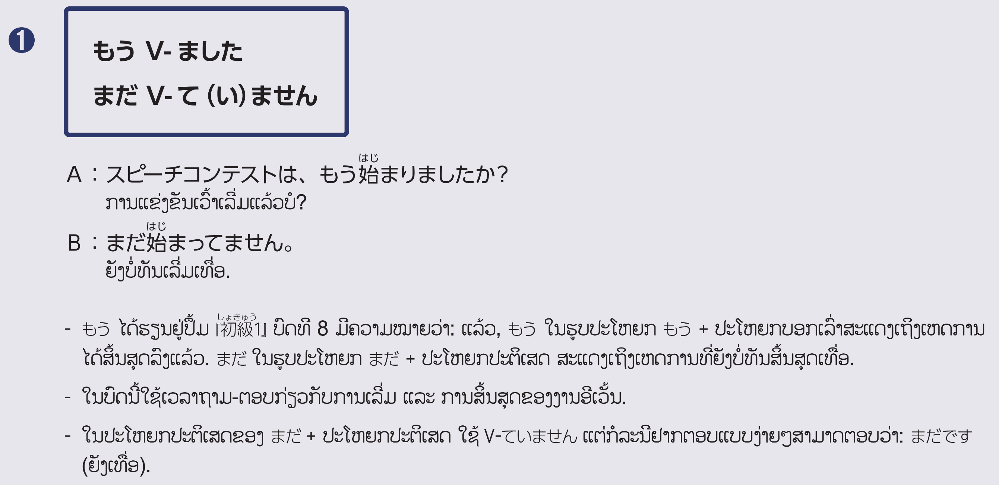 1
もう V- ました
まだ V- て（い）ません
はじ
A：スピーチコンテストは、もう始まりましたか？
ການແຂ່ງຂັນເວົ້າເລີ່ມແລ້ວບໍ?
はじ
B：まだ始まってません。
ຍັງບໍ່ທັນເລີ່ມເທື່ອ.
しょきゅう
- もう ໄດ້ຮຽນຢູ່ປຶ້ມ『初級1』ບົດທີ 8 ມີຄວາມໝາຍວ່າ: ແລ້ວ, もう ໃນຮູບປະໂຫຍກ もう + ປະໂຫຍກບອກເລົ່າສະແດງເຖິງເຫດການ
ໄດ້ສິ້ນສຸດລົງແລ້ວ. まだ ໃນຮູບປະໂຫຍກ まだ + ປະໂຫຍກປະຕິເສດ ສະແດງເຖິງເຫດການທີ່ຍັງບໍ່ທັນສິ້ນສຸດເທື່ອ.
- ໃນບົດນີ້ໃຊ້ເວລາຖາມ-ຕອບກ່ຽວກັບການເລີ່ມ ແລະ ການສິ້ນສຸດຂອງງານອີເວັ້ນ.
- ໃນປະໂຫຍກປະຕິເສດຂອງ まだ + ປະໂຫຍກປະຕິເສດ ໃຊ້ V-ていません ແຕ່ກໍລະນີຢາກຕອບແບບງ່າຍໆສາມາດຕອບວ່າ: まだです
(ຍັງເທື່ອ).